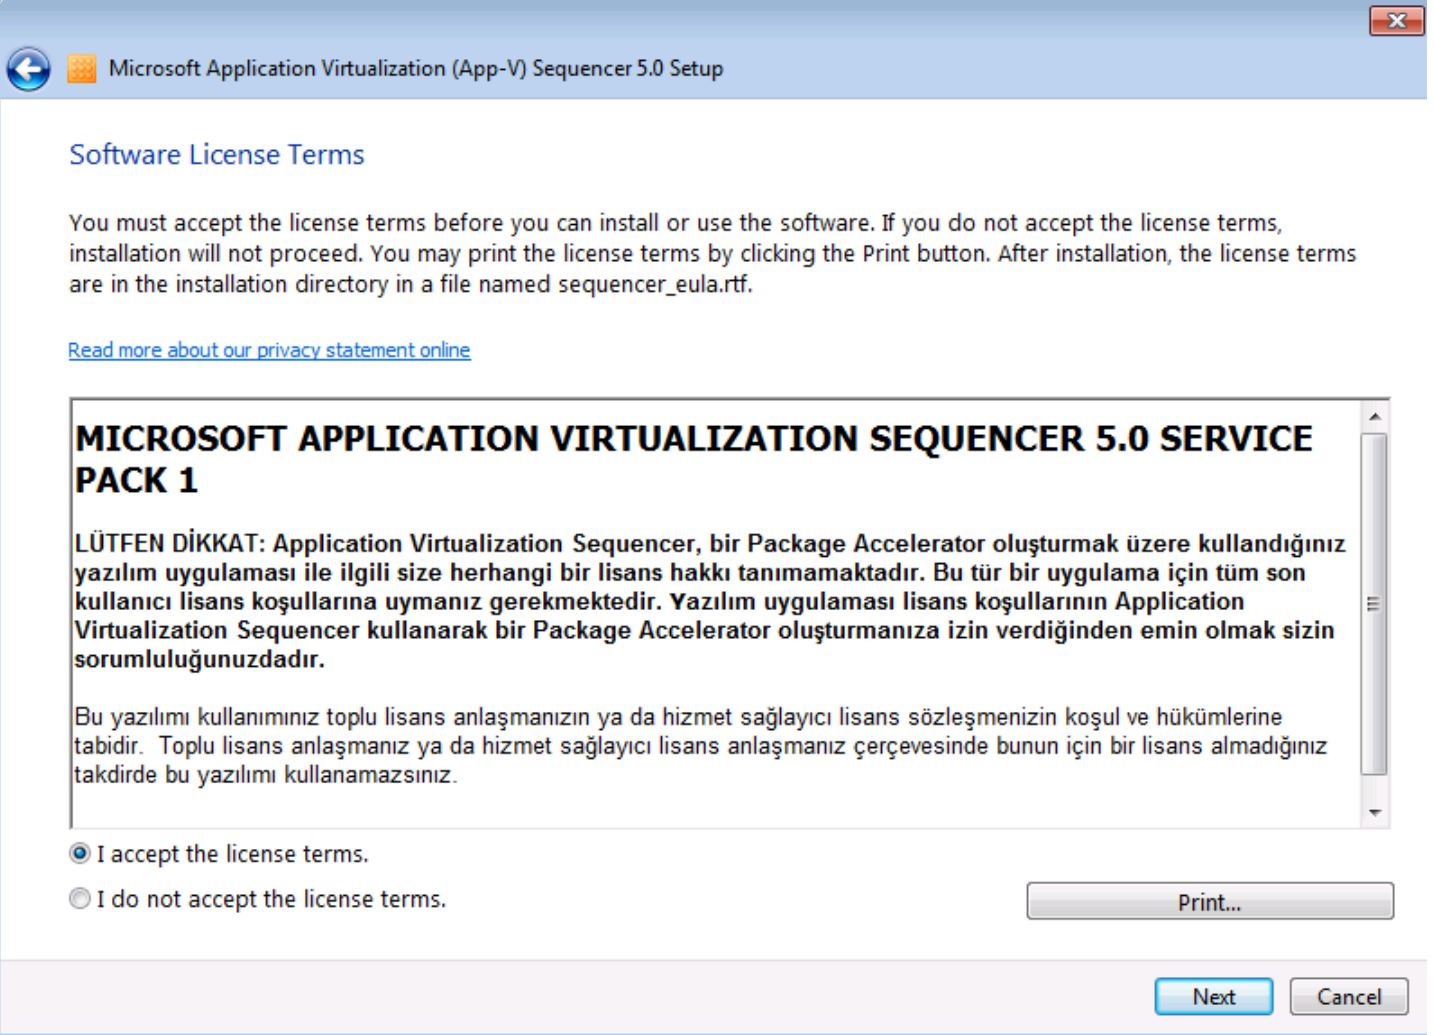 Microsoft Application Virtualization (App-V) Sequencer 5.0 Setup
Software License Terms
You must accept the license terms before you can install or use the software. If you do not accept the license terms,
installation will not proceed. You may print the license terms by clicking the Print button. After installation, the license terms
are in the installation directory in a file named sequencer_eula.rtf.
Read more about our privacy statement online
MICROSOFT APPLICATION VIRTUALIZATION SEQUENCER 5.0 SERVICE
PACK 1
LÜTFEN DİKKAT: Application Virtualization Sequencer, bir Package Accelerator oluşturmak üzere kullandığınız
yazılım uygulaması ile ilgili size herhangi bir lisans hakkı tanımamaktadır. Bu tür bir uygulama için tüm son
kullanıcı lisans koşullarına uymanız gerekmektedir. Yazılım uygulaması lisans koşullarının Application
Virtualization Sequencer kullanarak bir Package Accelerator oluşturmanıza izin verdiğinden emin olmak sizin
sorumluluğunuzdadır.
Bu yazılımı kullanımınız toplu lisans anlaşmanızın ya da hizmet sağlayıcı lisans sözleşmenizin koşul ve hükümlerine
tabidir.  Toplu lisans anlaşmanız ya da hizmet sağlayıcı lisans anlaşmanız çerçevesinde bunun için bir lisans almadığınız
takdirde bu yazılımı kullanamazsınız.
I accept the license terms.
I do not accept the license terms.
Print...
Next
Cancel